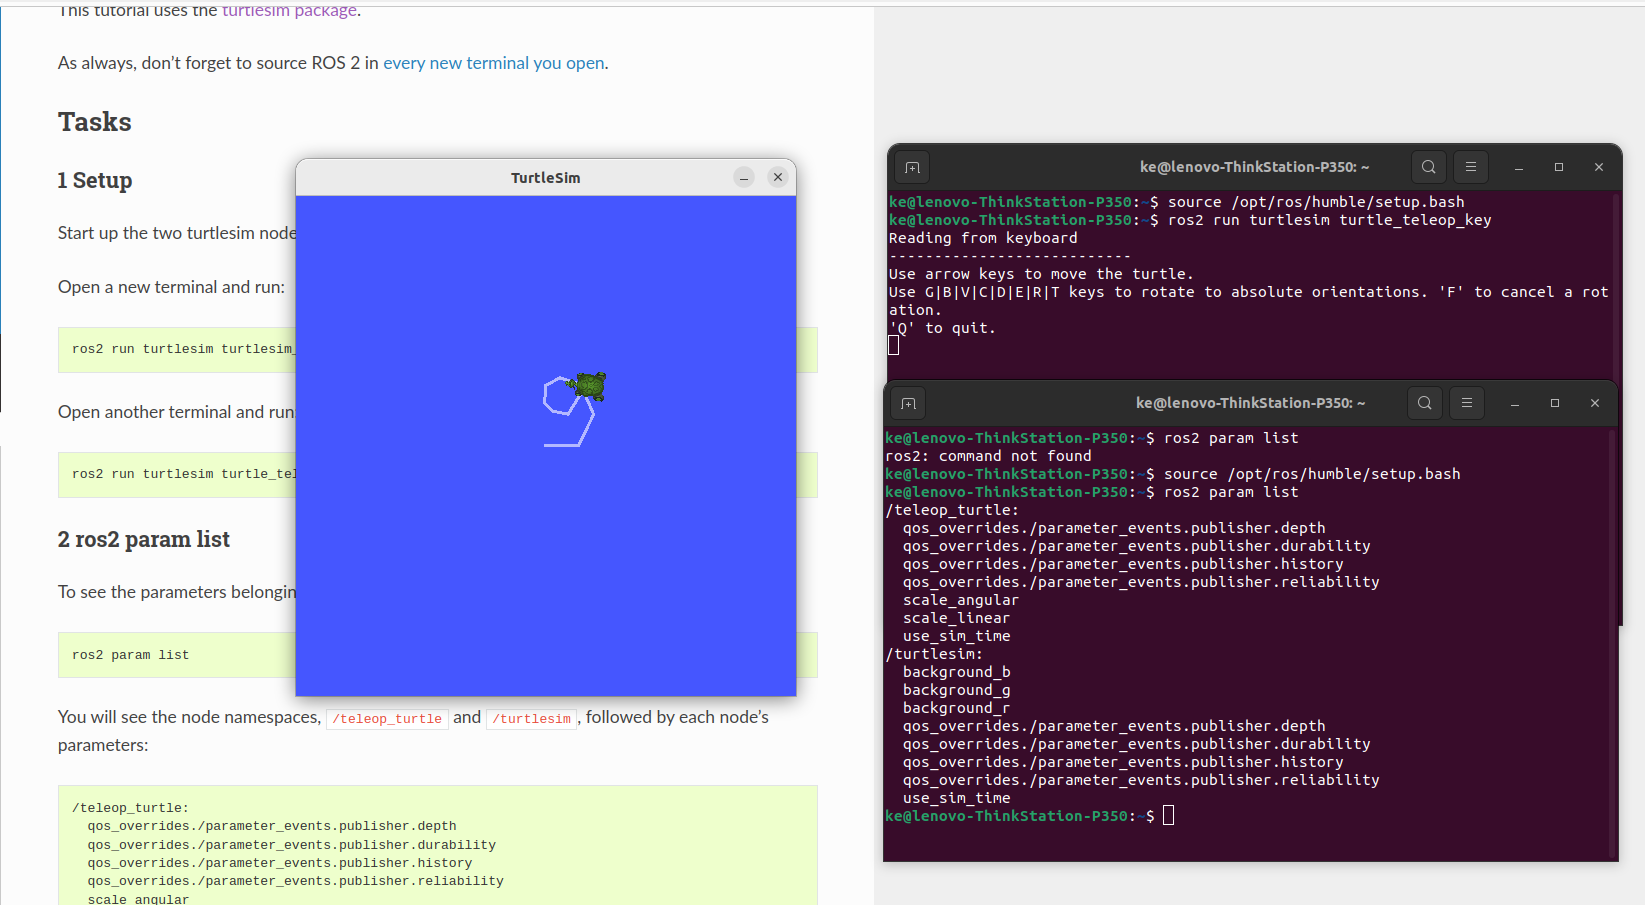 This tutorial uses the turtlesim package.
As always, don’t forget to source ROS 2 in every new terminal you open.
Tasks
1 Setup
Start up the two turtlesim node
Open a new terminal and run:
ros2 run turtlesim turtlesim_
Open another terminal and run
ros2 run turtlesim turtle_tel
2 ros2 param list
To see the parameters belongin
ros2 param list
You will see the node namespaces, /teleop_turtle and /turtlesim, followed by each node’s
parameters:
/teleop_turtle:
  qos_overrides./parameter_events.publisher.depth
  qos_overrides./parameter_events.publisher.durability
  qos_overrides./parameter_events.publisher.history
  qos_overrides./parameter_events.publisher.reliability
  scale_angular
TurtleSim
ke@lenovo-ThinkStation-P350: ~
ke@lenovo-ThinkStation-P350:~$ source /opt/ros/humble/setup.bash
ke@lenovo-ThinkStation-P350:~$ ros2 run turtlesim turtle_teleop_key
Reading from keyboard
---------------------------
Use arrow keys to move the turtle.
Use G|B|V|C|D|E|R|T keys to rotate to absolute orientations. 'F' to cancel a rot
ation.
'Q' to quit.
ke@lenovo-ThinkStation-P350: ~
ke@lenovo-ThinkStation-P350:~$ ros2 param list
ros2: command not found
ke@lenovo-ThinkStation-P350:~$ source /opt/ros/humble/setup.bash
ke@lenovo-ThinkStation-P350:~$ ros2 param list
/teleop_turtle:
  qos_overrides./parameter_events.publisher.depth
  qos_overrides./parameter_events.publisher.durability
  qos_overrides./parameter_events.publisher.history
  qos_overrides./parameter_events.publisher.reliability
  scale_angular
  scale_linear
  use_sim_time
/turtlesim:
  background_b
  background_g
  background_r
  qos_overrides./parameter_events.publisher.depth
  qos_overrides./parameter_events.publisher.durability
  qos_overrides./parameter_events.publisher.history
  qos_overrides./parameter_events.publisher.reliability
  use_sim_time
ke@lenovo-ThinkStation-P350:~$